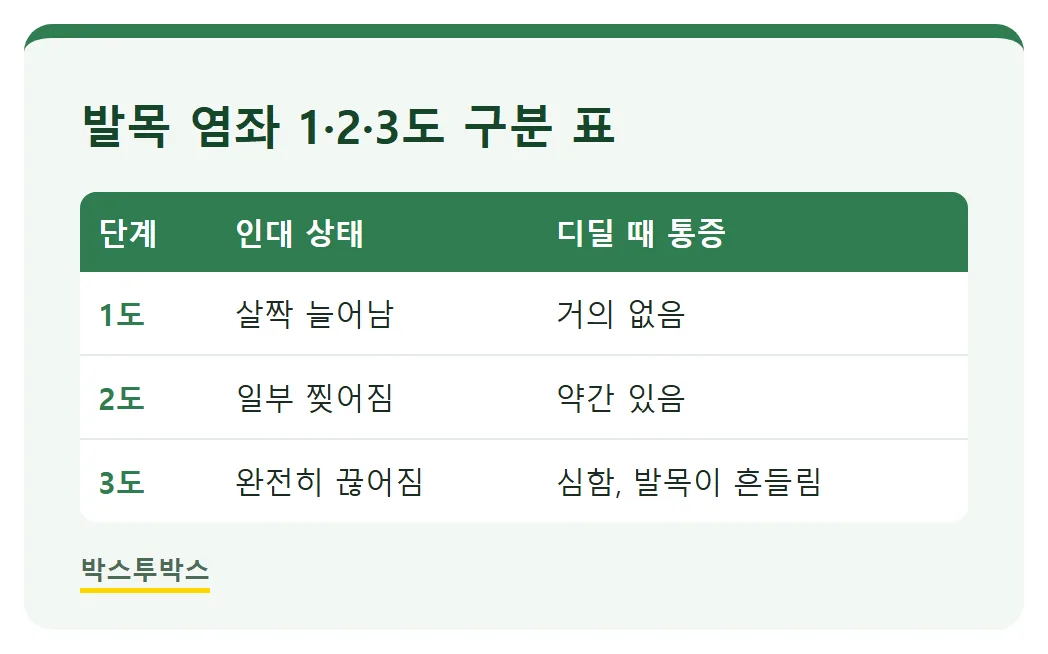 발목 염좌 1·2·3도 구분 표
단계 인대 상태 디딜 때 통증
1도 살짝 늘어남 거의 없음
2도 일부 찢어짐 약간 있음
3도 완전히 끊어짐 심함, 발목이 흔들림
박스투박스